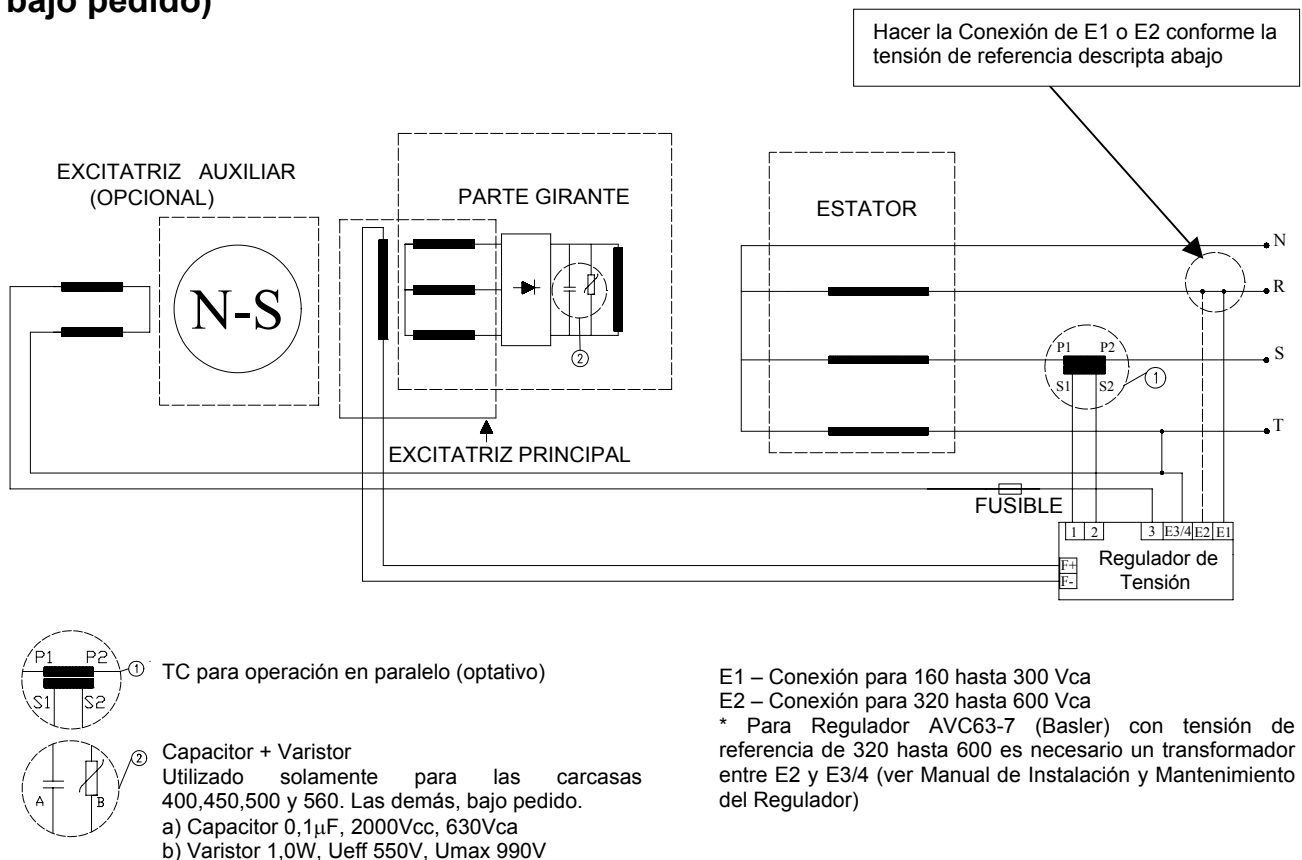 bajo pedido)
Hacer la Conexión de E1 o E2 conforme la
tensión de referencia descripta abajo
EXCITATRIZ AUXILIAR
(OPCIONAL)
N-S
PARTE GIRANTE
2
EXCITATRIZ PRINCIPAL
ESTATOR
N
R
P1 P2
S
S1 S2
1
T
FUSIBLE
1 2 3 E3/4 E2 E1
F+
F-
Regulador de
Tensión
P1 P2
S1 S2
1
TC para operación en paralelo (optativo)
A B
2
Capacitor + Varistor
Utilizado solamente para las carcasas
400,450,500 y 560. Las demás, bajo pedido.
a) Capacitor 0,1μF, 2000Vcc, 630Vca
b) Varistor 1,0W, Ueff 550V, Umax 990V
E1 – Conexión para 160 hasta 300 Vca
E2 – Conexión para 320 hasta 600 Vca
* Para Regulador AVC63-7 (Basler) con tensión de
referencia de 320 hasta 600 es necesario un transformador
entre E2 y E3/4 (ver Manual de Instalación y Mantenimiento
del Regulador)